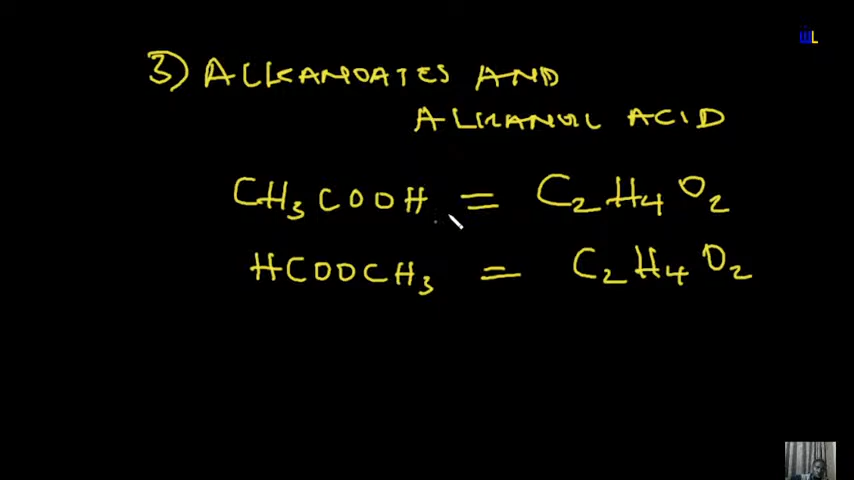 3) ALKANOATES AND
ALKANOIC ACID
CH₃COOH = C₂H₄O₂
HCOOCH₃ = C₂H₄O₂